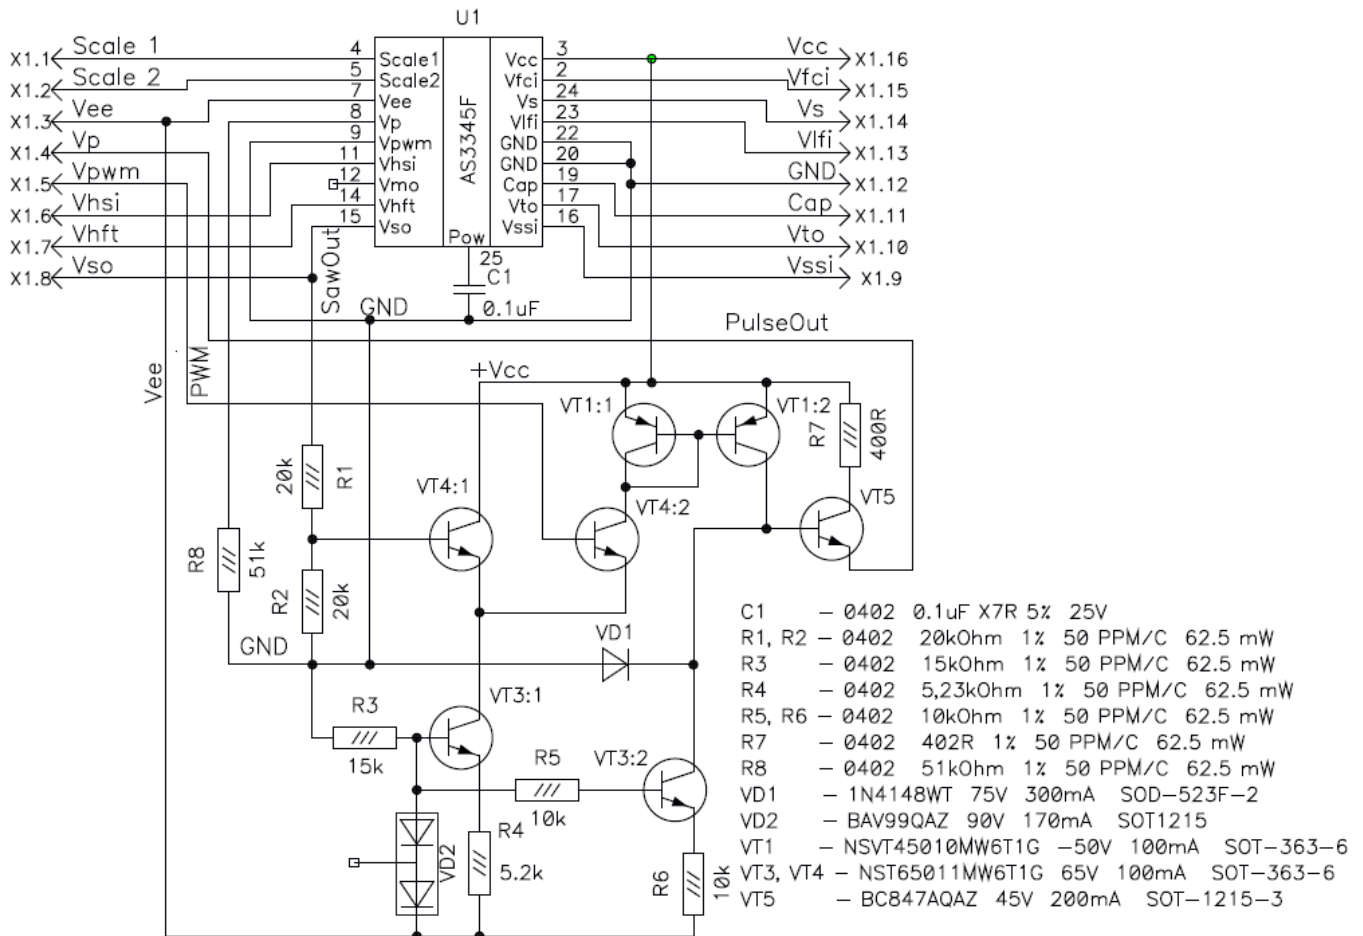 U1
AS3345F
X1.1 Scale 1 4 Scale1
X1.2 Scale 2 5 Scale2
X1.3 Vee 7 Vee
X1.4 Vp 8 Vp
X1.5 Vpwm 9 Vpwm
X1.6 Vhsi 11 Vhsi
12 Vmo
X1.7 Vhft 14 Vhft
X1.8 Vso 15 Vso
Vcc 3 Vcc X1.16
Vfci 2 Vfci X1.15
Vs 24 Vs X1.14
Vlfi 23 Vlfi X1.13
GND 22
GND 20 GND X1.12
Cap 19 Cap X1.11
Vto 17 Vto X1.10
Vssi 16 Vssi X1.9
Pow
25
C1
0.1uF
SawOut
GND
PulseOut
Vee
PWM
+Vcc
VT1:1
VT1:2
R7
400R
20k
R1
VT4:1
VT4:2
VT5
R8
51k
R2
20k
GND
VD1
R3
15k
VT3:1
R5
10k
VT3:2
VD2
R4
5.2k
R6
10k
C1 – 0402 0.1uF X7R 5% 25V
R1, R2 – 0402 20kOhm 1% 50 PPM/C 62.5 mW
R3 – 0402 15kOhm 1% 50 PPM/C 62.5 mW
R4 – 0402 5,23kOhm 1% 50 PPM/C 62.5 mW
R5, R6 – 0402 10kOhm 1% 50 PPM/C 62.5 mW
R7 – 0402 402R 1% 50 PPM/C 62.5 mW
R8 – 0402 51kOhm 1% 50 PPM/C 62.5 mW
VD1 – 1N4148WT 75V 300mA SOD-523F-2
VD2 – BAV99QAZ 90V 170mA SOT1215
VT1 – NSVT45010MW6T1G -50V 100mA SOT-363-6
VT3, VT4 – NST65011MW6T1G 65V 100mA SOT-363-6
VT5 – BC847AQAZ 45V 200mA SOT-1215-3